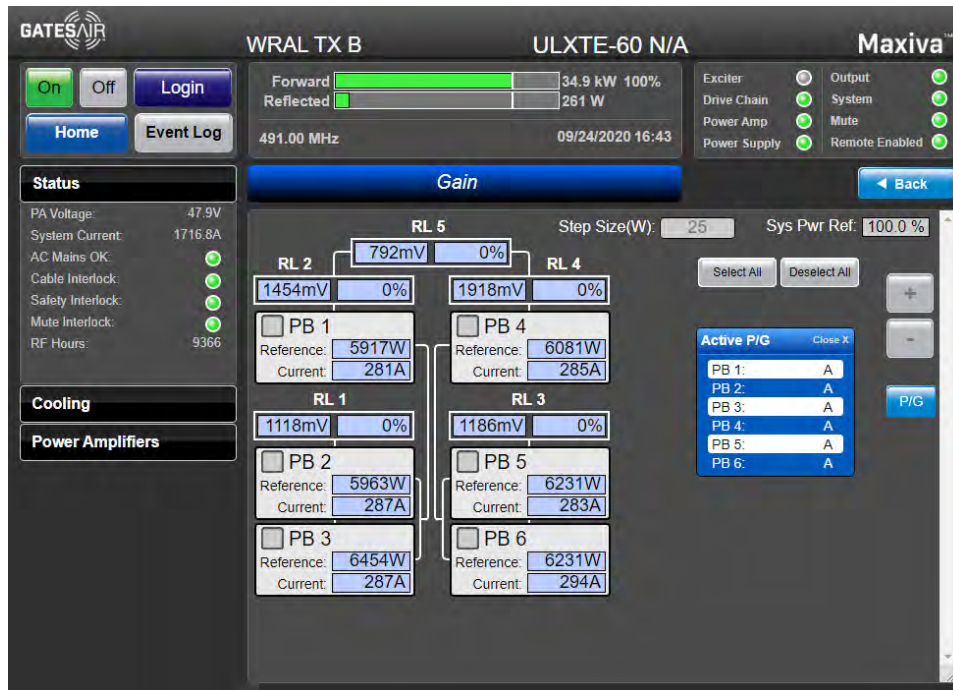 GATESAIR
WRAL TX B
ULXTE-60 N/A
Maxiva™
On
Off
Login
Home
Event Log
Forward 34.9 kW 100%
Reflected 261 W
491.00 MHz
09/24/2020 16:43
Exciter
Output
Drive Chain
System
Power Amp
Mute
Power Supply
Remote Enabled
Status
PA Voltage: 47.9V
System Current: 1716.8A
AC Mains OK:
Cable Interlock:
Safety Interlock:
Mute Interlock:
RF Hours: 9366
Cooling
Power Amplifiers
Gain
◄ Back
Step Size(W): 25
Sys Pwr Ref: 100.0 %
RL 5
792mV 0%
RL 2
1454mV 0%
RL 4
1918mV 0%
PB 1
Reference: 5917W
Current: 281A
PB 4
Reference: 6081W
Current: 285A
RL 1
1118mV 0%
RL 3
1186mV 0%
PB 2
Reference: 5963W
Current: 287A
PB 5
Reference: 6231W
Current: 283A
PB 3
Reference: 6454W
Current: 287A
PB 6
Reference: 6231W
Current: 294A
Select All
Deselect All
+
-
P/G
Active P/G
Close X
PB 1: A
PB 2: A
PB 3: A
PB 4: A
PB 5: A
PB 6: A